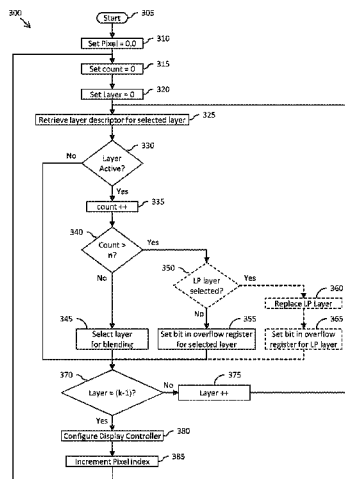 300
Start
305
Set Pixel = 0,0
310
Set count = 0
315
Set Layer = 0
320
Retrieve layer descriptor for selected layer
325
330
Layer
Active?
No
Yes
count ++
335
340
Count >
n?
Yes
No
350
LP layer
selected?
Yes
No
360
Replace LP Layer
345
Select layer
for blending
355
Set bit in overflow register
for selected layer
365
Set bit in overflow
register for LP layer
370
Layer = (k-1)?
No
375
Layer ++
Yes
380
Configure Display Controller
385
Increment Pixel index